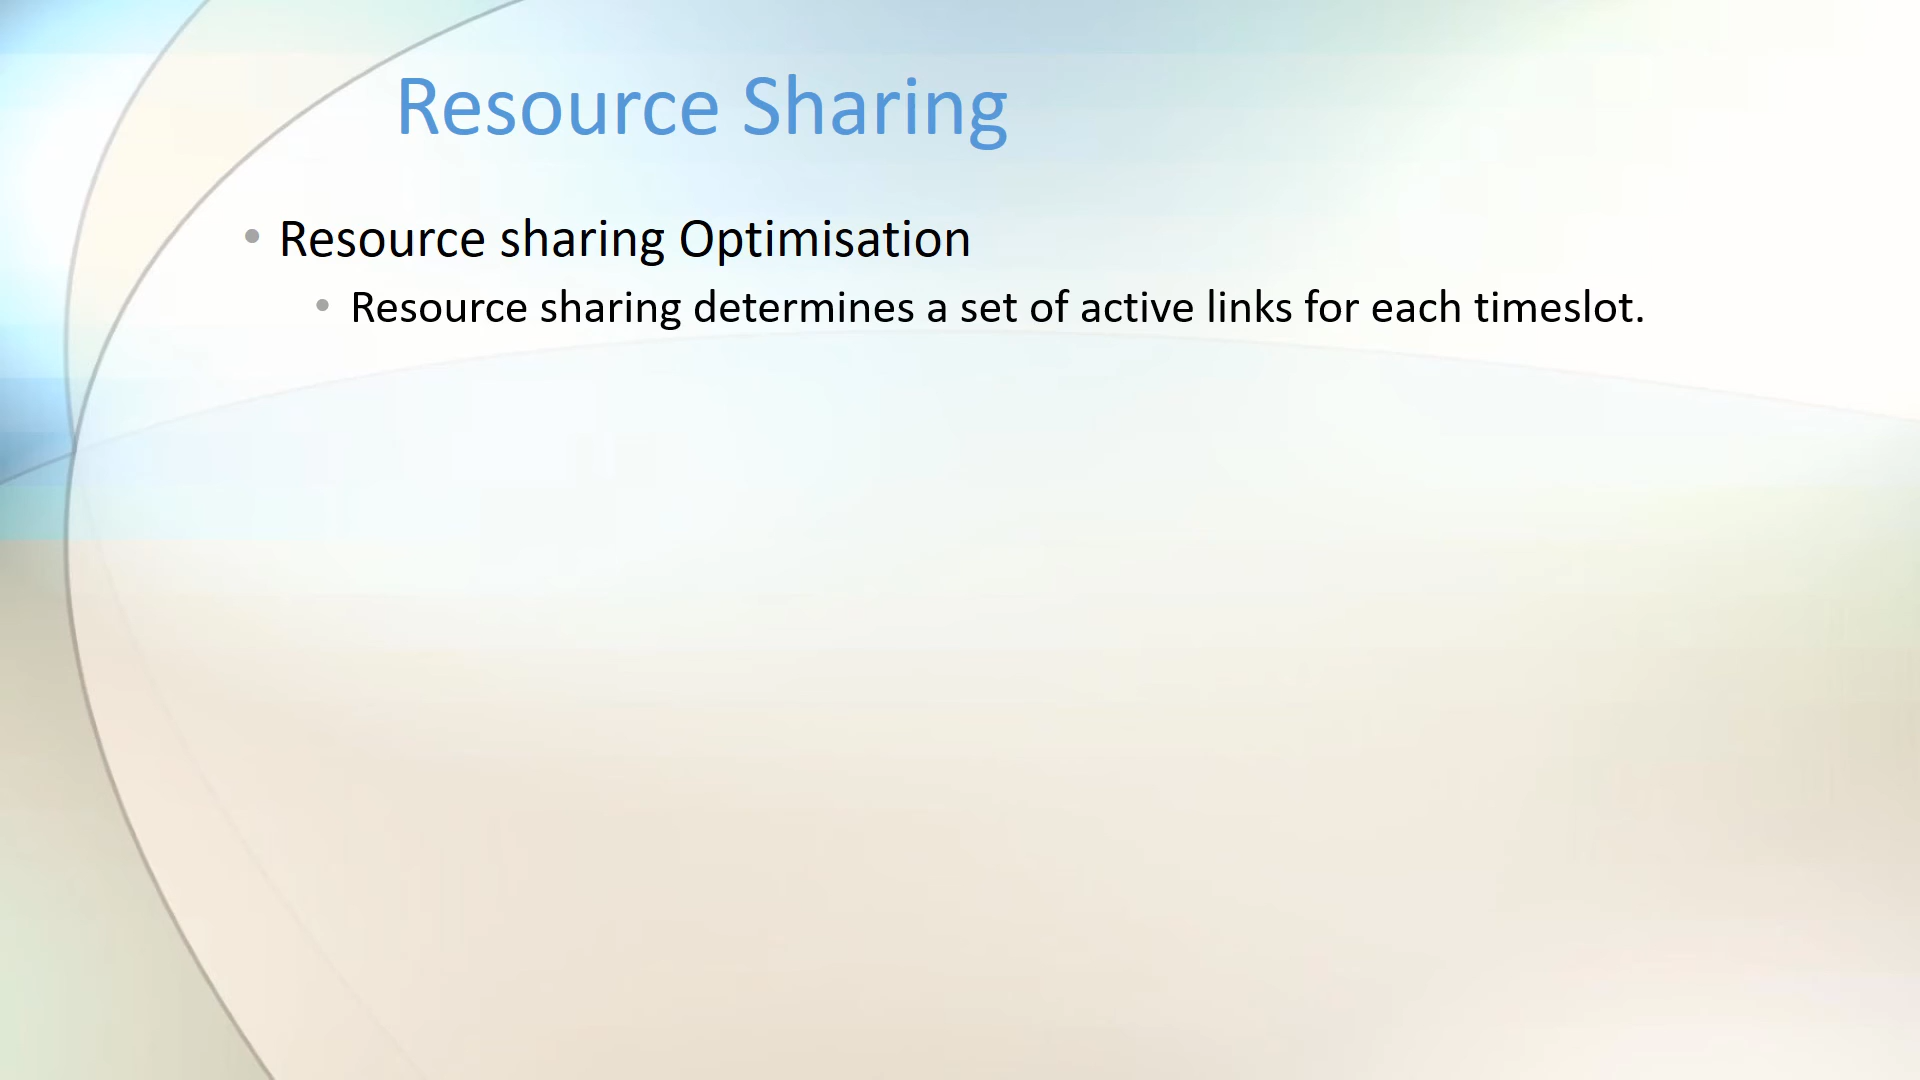 Resource Sharing
• Resource sharing Optimisation
• Resource sharing determines a set of active links for each timeslot.